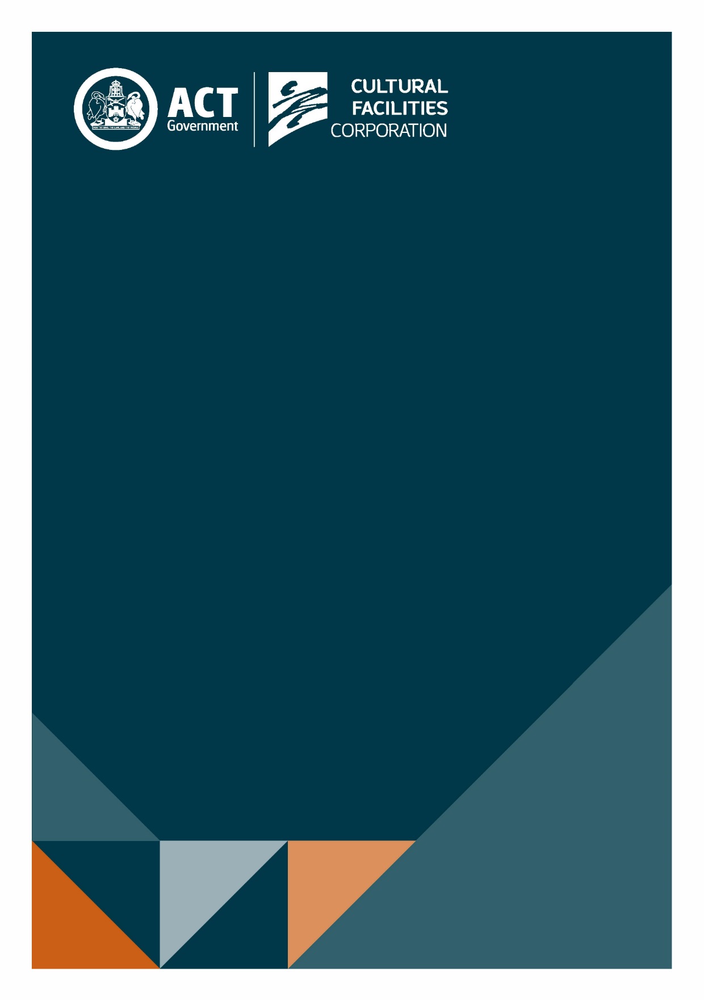 ACT
Government
CULTURAL
FACILITIES
CORPORATION